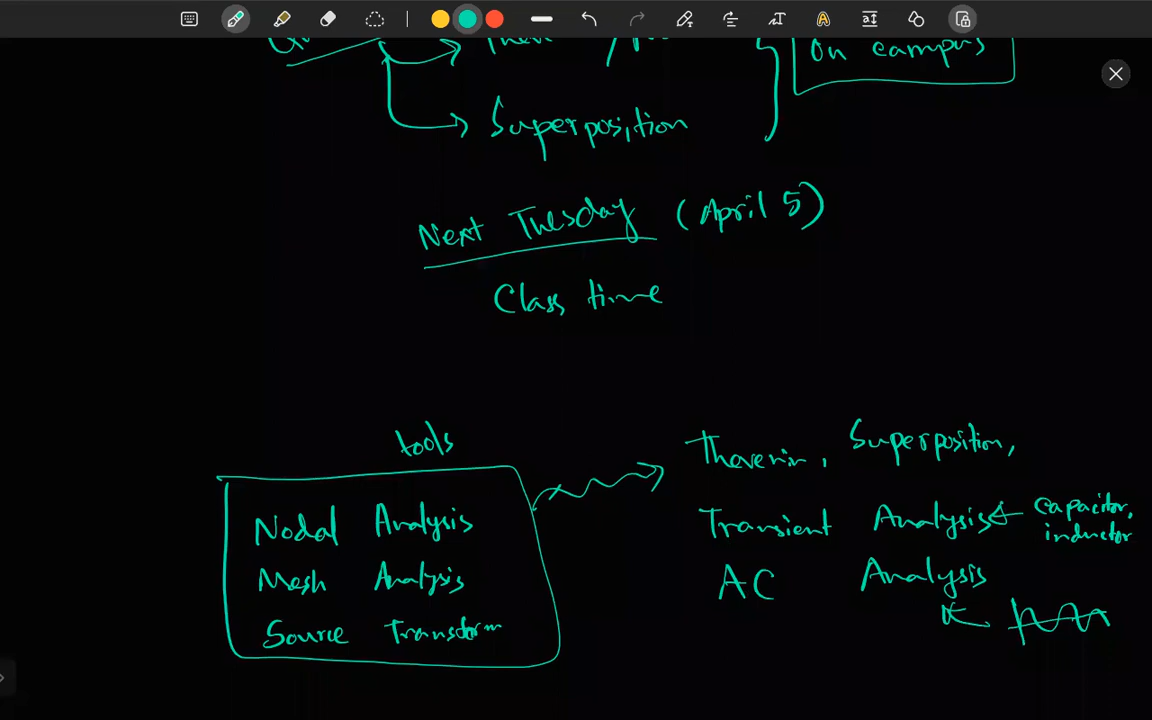 on campus
Superposition
Next Tuesday (April 5)
Class time
tools
Thevenin, Superposition,
Nodal Analysis
Transient Analysis ← capacitor,
inductor
Mesh Analysis
AC Analysis
Source Transform